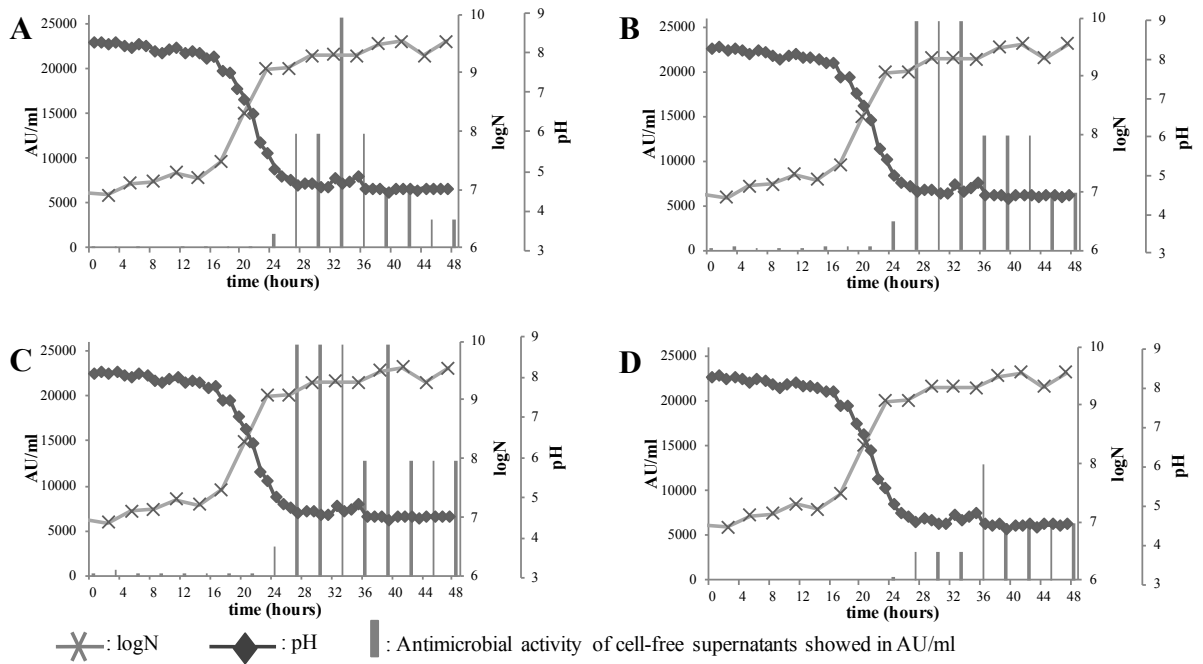 A
25000
20000
15000
10000
5000
0
AU/ml
0 4 8 12 16 20 24 28 32 36 40 44 48
time (hours)
10
9
8
7
6
logN
9
8
7
6
5
4
3
pH
B
25000
20000
15000
10000
5000
0
AU/ml
0 4 8 12 16 20 24 28 32 36 40 44 48
time (hours)
10
9
8
7
6
logN
9
8
7
6
5
4
3
pH
C
25000
20000
15000
10000
5000
0
AU/ml
0 4 8 12 16 20 24 28 32 36 40 44 48
time (hours)
10
9
8
7
6
logN
9
8
7
6
5
4
3
pH
D
25000
20000
15000
10000
5000
0
AU/ml
0 4 8 12 16 20 24 28 32 36 40 44 48
time (hours)
10
9
8
7
6
logN
9
8
7
6
5
4
3
pH
: logN : pH : Antimicrobial activity of cell-free supernatants showed in AU/ml